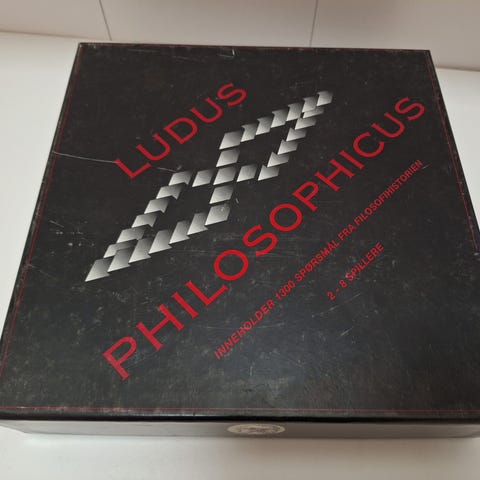 LUDUS
PHILOSOPHICUS
INNEHOLDER 1300 SPØRSMÅL FRA FILOSOFIHISTORIEN
2 - 8 SPILLERE